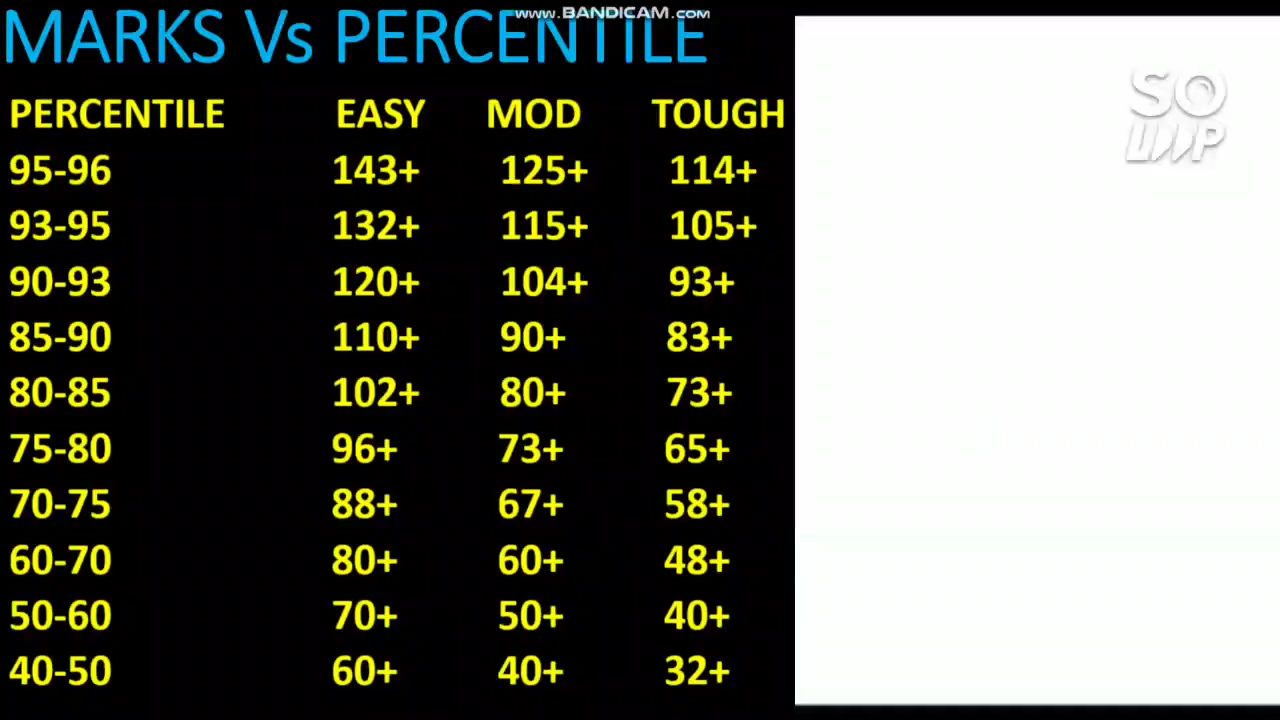 www.BANDICAM.com
MARKS Vs PERCENTILE
PERCENTILE EASY MOD TOUGH
95-96 143+ 125+ 114+
93-95 132+ 115+ 105+
90-93 120+ 104+ 93+
85-90 110+ 90+ 83+
80-85 102+ 80+ 73+
75-80 96+ 73+ 65+
70-75 88+ 67+ 58+
60-70 80+ 60+ 48+
50-60 70+ 50+ 40+
40-50 60+ 40+ 32+
SO